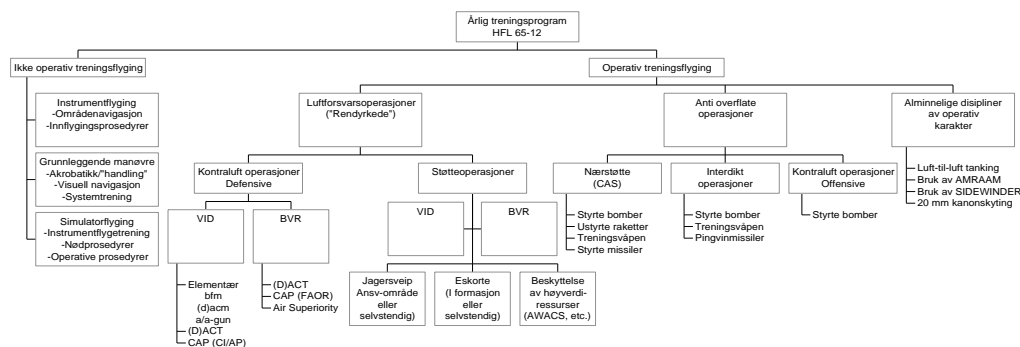 Årlig treningsprogram
HFL 65-12
Ikke operativ treningsflyging
Operativ treningsflyging
Instrumentflyging
-Områdenavigasjon
-Innflygingsprosedyrer
Grunnleggende manøvre
-Akrobatikk/"handling"
-Visuell navigasjon
-Systemtrening
Simulatorflyging
-Instrumentflygetrening
-Nødprosedyrer
-Operative prosedyrer
Luftforsvarsoperasjoner
("Rendyrkede")
Anti overflate
operasjoner
Alminnelige disipliner
av operativ
karakter
Kontraluft operasjoner
Defensive
Støtteoperasjoner
Nærstøtte
(CAS)
Interdikt
operasjoner
Kontraluft operasjoner
Offensive
Luft-til-luft tanking
Bruk av AMRAAM
Bruk av SIDEWINDER
20 mm kanonskyting
VID
BVR
VID
BVR
Styrte bomber
Ustyrte raketter
Treningsvåpen
Styrte missiler
Styrte bomber
Treningsvåpen
Pingvinmissiler
Styrte bomber
Elementær
bfm
(d)acm
a/a-gun
(D)ACT
CAP (CI/AP)
(D)ACT
CAP (FAOR)
Air Superiority
Jagersveip
Ansv-område
eller
selvstendig)
Eskorte
(I formasjon
eller
selvstendig)
Beskyttelse
av høyverdi-
ressurser
(AWACS, etc.)